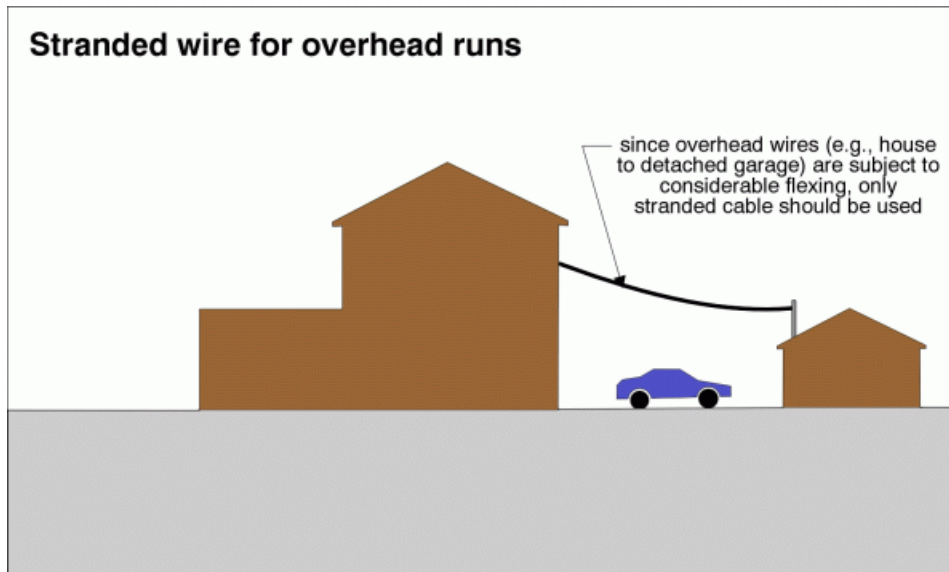 Stranded wire for overhead runs
since overhead wires (e.g., house
to detached garage) are subject to
considerable flexing, only
stranded cable should be used